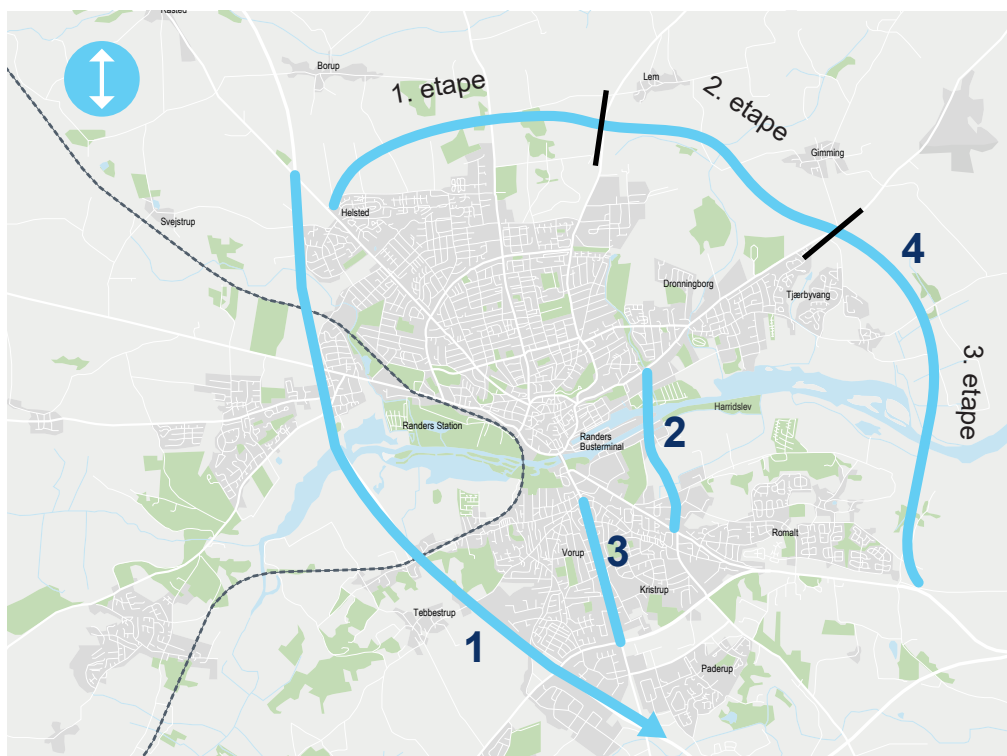 Råsted
Borup
1. etape
Lem
2. etape
Gimming
Helsted
Svejstrup
4
Dronningborg
Tjærbyvang
3. etape
Harridslev
Randers Station
Randers
Busterminal
2
Vorup
3
Romalt
Kristrup
Tebbestrup
1
Paderup